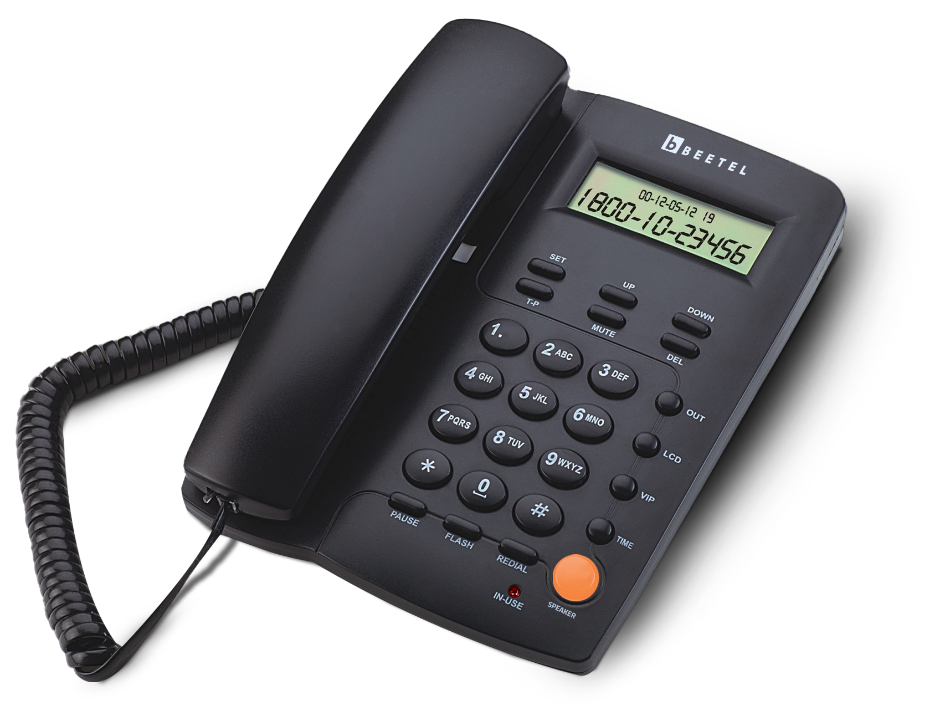 b BEETEL
00-12-05-12 19
1800-10-23456
SET
UP
DOWN
T-P
MUTE
DEL
1.
2 ABC
3 DEF
OUT
4 GHI
5 JKL
6 MNO
LCD
7 PQRS
8 TUV
9 WXYZ
VIP
*
0
#
TIME
PAUSE
FLASH
REDIAL
IN-USE
SPEAKER